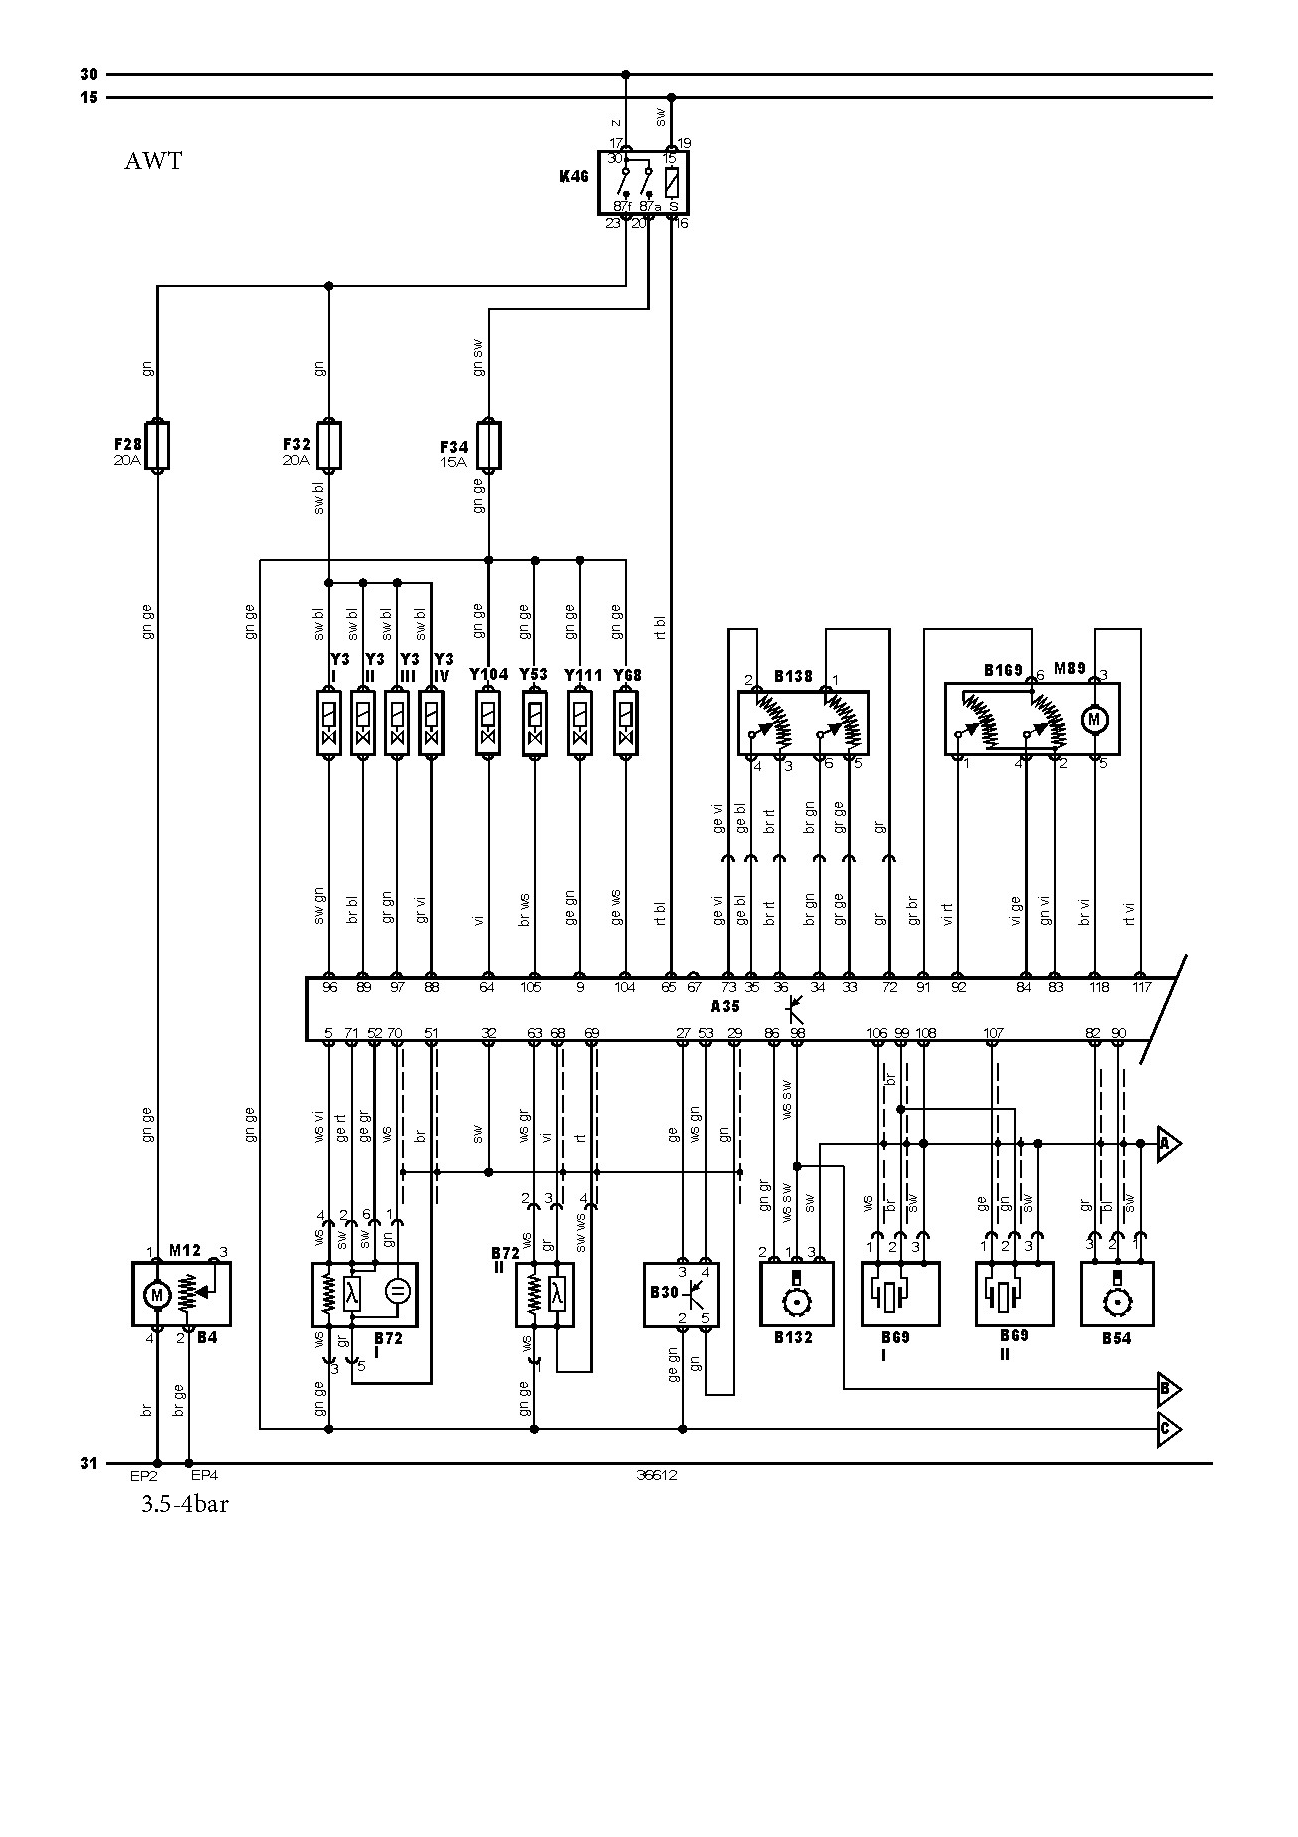 30
15
z
sw
AWT
17 19
30 15
K46
87f 87a S
23 20 16
gn gn gn sw
F28
20A
F32
20A
F34
15A
sw bl gn ge
gn ge gn ge sw bl sw bl sw bl sw bl gn ge gn ge gn ge gn ge rt bl
Y3 Y3 Y3 Y3
I II III IV
Y104 Y53 Y111 Y68
2 B138 1
B169 6 M89 3
M
4 3 6 5
1 4 2 5
ge vi ge bl br rt br gn gr ge gr
sw gn br bl gr gn gr vi vi br ws ge gn ge ws rt bl ge vi ge bl br rt br gn gr ge gr gr br vi rt vi ge gn vi br vi rt vi
96 89 97 88 64 105 9 104 65 67 73 35 36 34 33 72 91 92 84 83 118 117
A35
5 71 52 70 51 32 63 68 69 27 53 29 86 98 106 99 108 107 82 90
ws sw br
gn ge gn ge ws vi ge rt ge gr ws br sw ws gr vi rt ge ws gn gn
A
gn gr ws sw sw ws br sw ge gn sw gr bl sw
4 2 6 1
2 3 4
ws sw sw gn ws gr sw ws
1 M12 3
B72
II
3 4
2 1 3
1 2 3
1 2 3
3 2 1
M
λ
=
λ
B30
2 5
4 2 B4
B72
I
B132
B69
I
B69
II
B54
ws gr ws
3 5 1
br br ge gn ge gn ge ge gn gn
B
C
31
EP2 EP4
36612
3.5-4bar